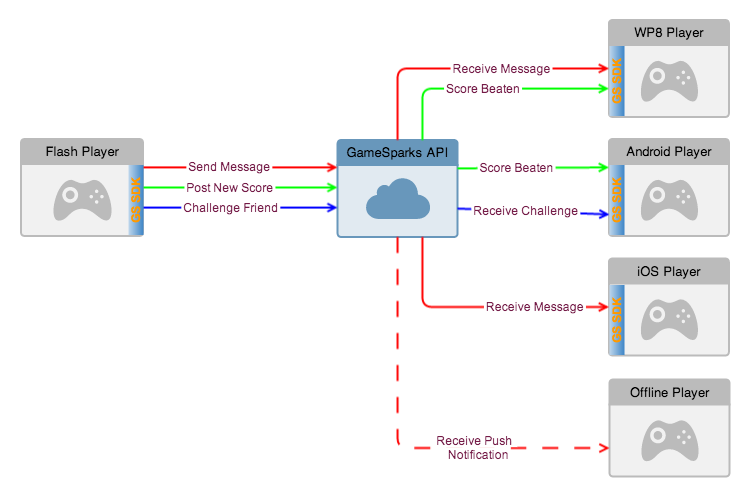 WP8 Player
Receive Message
GS SDK
Score Beaten
Flash Player
GameSparks API
Android Player
Send Message
Score Beaten
Post New Score
GS SDK
GS SDK
Challenge Friend
Receive Challenge
iOS Player
GS SDK
Receive Message
Offline Player
Receive Push
Notification